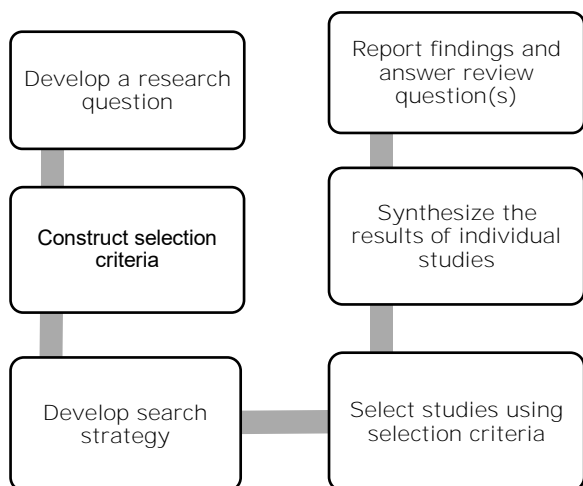 Develop a research
question
Construct selection
criteria
Develop search
strategy
Select studies using
selection criteria
Synthesize the
results of individual
studies
Report findings and
answer review
question(s)